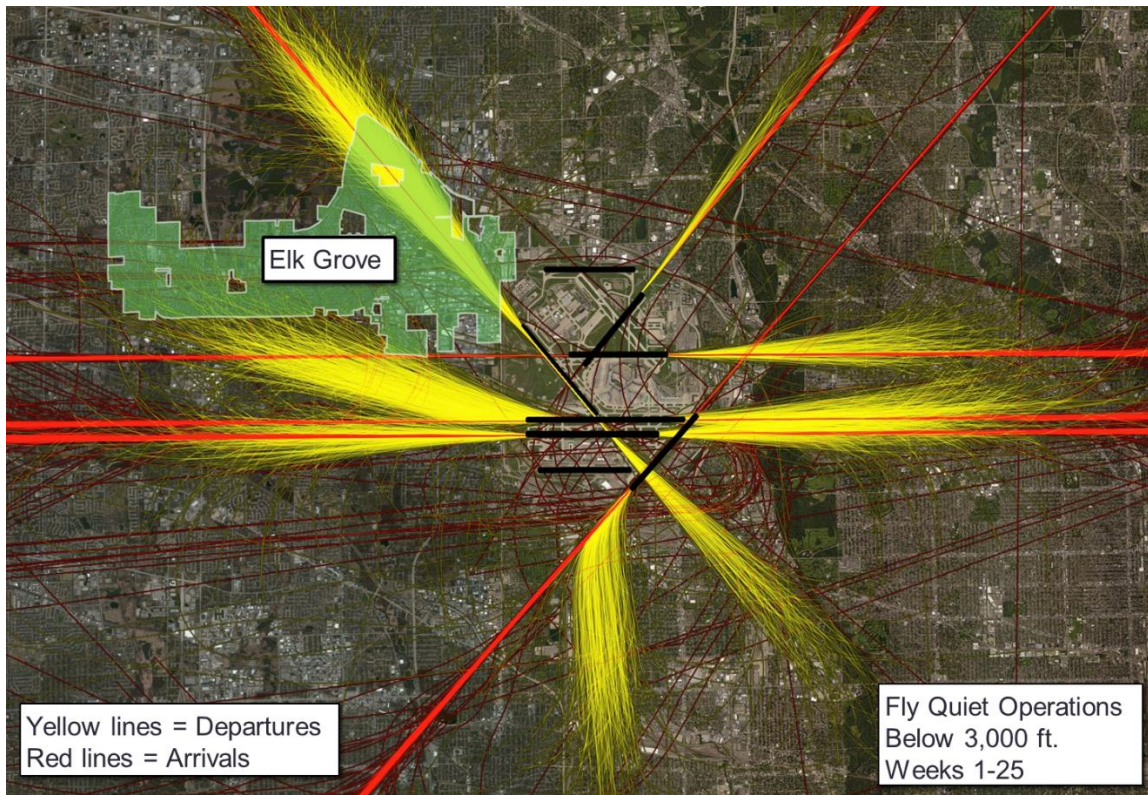 Elk Grove
Yellow lines = Departures
Red lines = Arrivals
Fly Quiet Operations
Below 3,000 ft.
Weeks 1-25